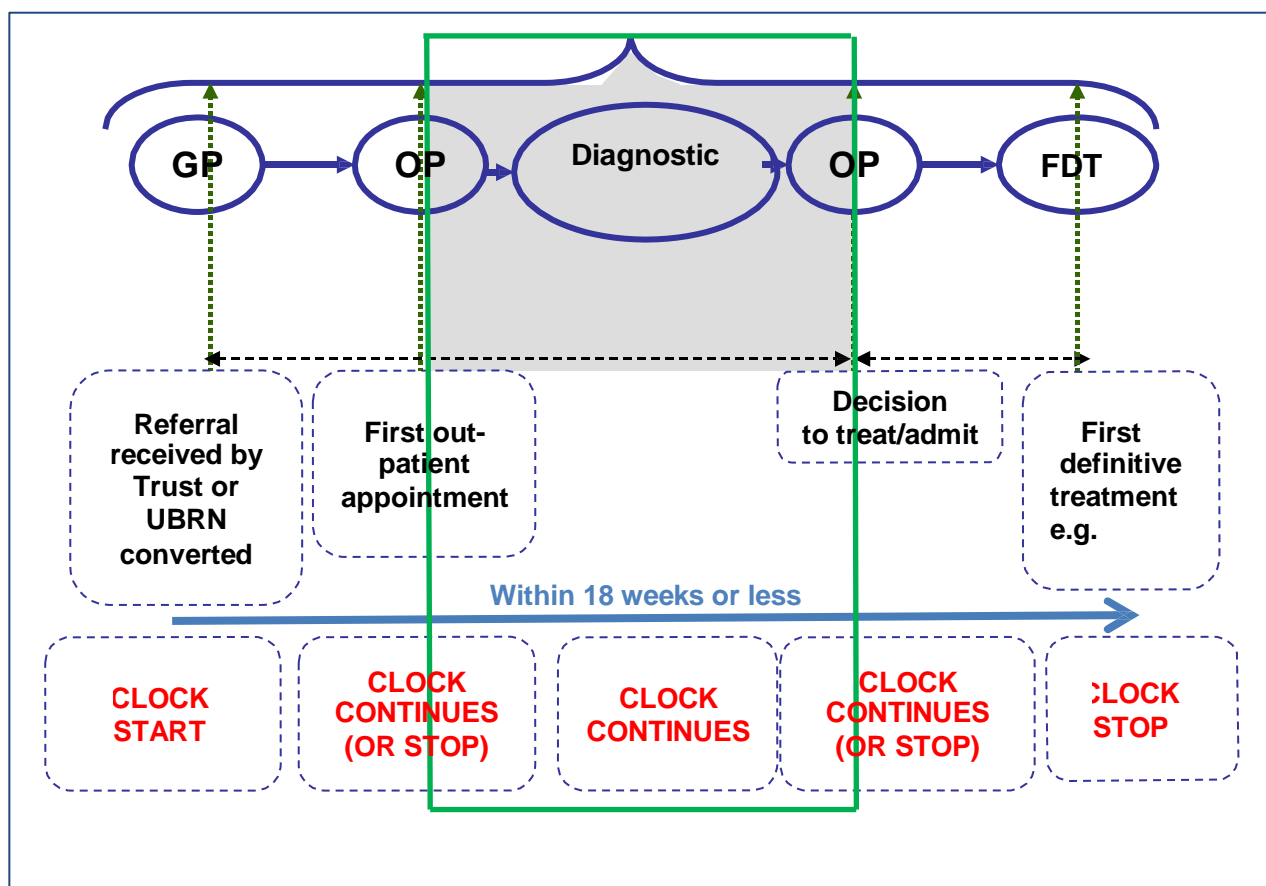 GP
OP
Diagnostic
OP
FDT
Referral
received by
Trust or
UBRN
converted
First out-
patient
appointment
Decision
to treat/admit
First
definitive
treatment
e.g.
Within 18 weeks or less
CLOCK
START
CLOCK
CONTINUES
(OR STOP)
CLOCK
CONTINUES
CLOCK
CONTINUES
(OR STOP)
CLOCK
STOP